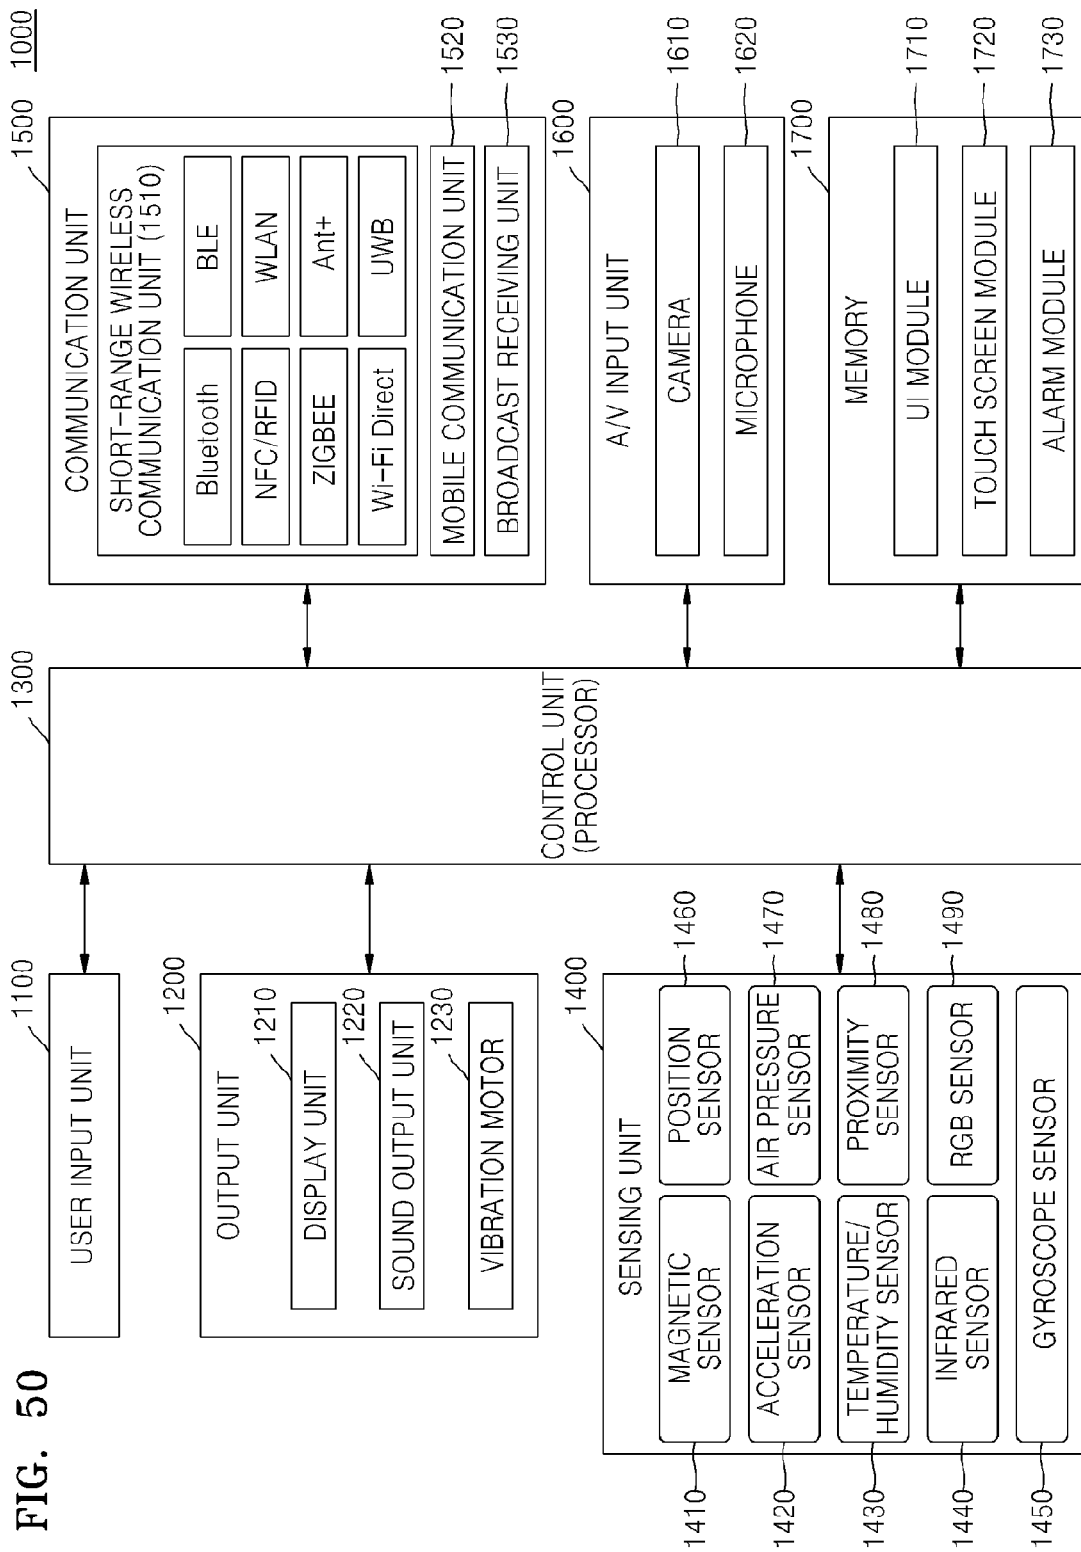 FIG. 50
1000
1100
USER INPUT UNIT
1200
OUTPUT UNIT
1210
DISPLAY UNIT
1220
SOUND OUTPUT UNIT
1230
VIBRATION MOTOR
1400
SENSING UNIT
1410
MAGNETIC
SENSOR
POSITION
SENSOR
1460
1420
ACCELERATION
SENSOR
AIR PRESSURE
SENSOR
1470
1430
TEMPERATURE/
HUMIDITY SENSOR
PROXIMITY
SENSOR
1480
1440
INFRARED
SENSOR
RGB SENSOR
1490
1450
GYROSCOPE SENSOR
1300
CONTROL UNIT
(PROCESSOR)
1500
COMMUNICATION UNIT
SHORT-RANGE WIRELESS
COMMUNICATION UNIT (1510)
Bluetooth
BLE
NFC/RFID
WLAN
ZIGBEE
Ant+
Wi-Fi Direct
UWB
MOBILE COMMUNICATION UNIT
1520
BROADCAST RECEIVING UNIT
1530
1600
A/V INPUT UNIT
CAMERA
1610
MICROPHONE
1620
1700
MEMORY
UI MODULE
1710
TOUCH SCREEN MODULE
1720
ALARM MODULE
1730